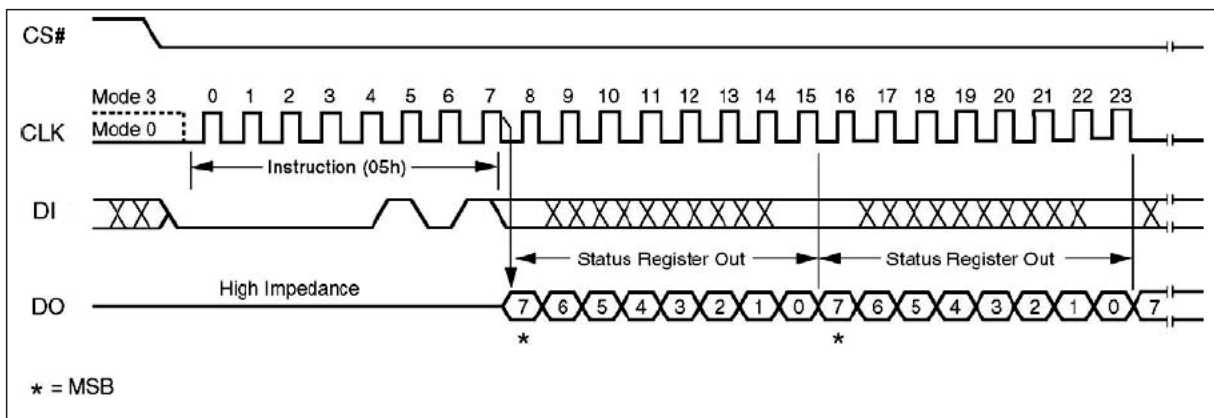 CS#
Mode 3
0 1 2 3 4 5 6 7 8 9 10 11 12 13 14 15 16 17 18 19 20 21 22 23
CLK
Mode 0
Instruction (05h)
DI
Status Register Out
Status Register Out
High Impedance
DO
7 6 5 4 3 2 1 0 7 6 5 4 3 2 1 0 7
* *
* = MSB